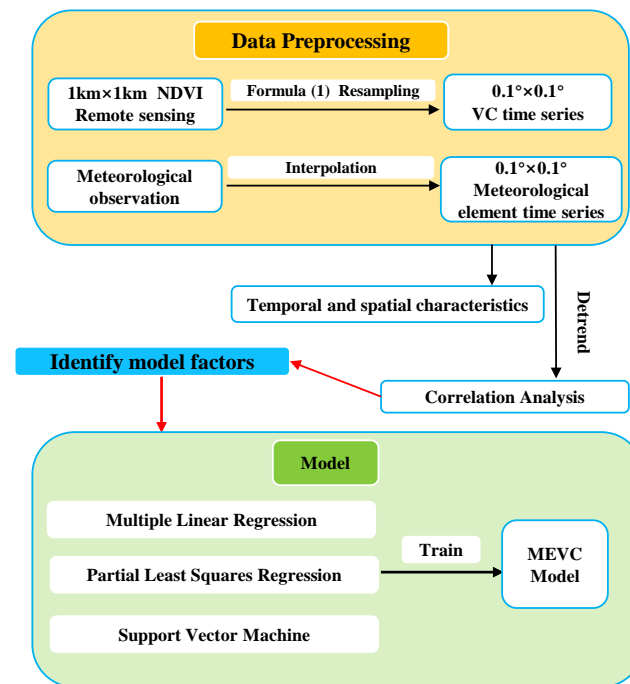 Data Preprocessing
1km×1km NDVI
Remote sensing
Formula (1) Resampling
0.1°×0.1°
VC time series
Meteorological
observation
Interpolation
0.1°×0.1°
Meteorological
element time series
Temporal and spatial characteristics
Detrend
Identify model factors
Correlation Analysis
Model
Multiple Linear Regression
Partial Least Squares Regression
Support Vector Machine
Train
MEVC
Model